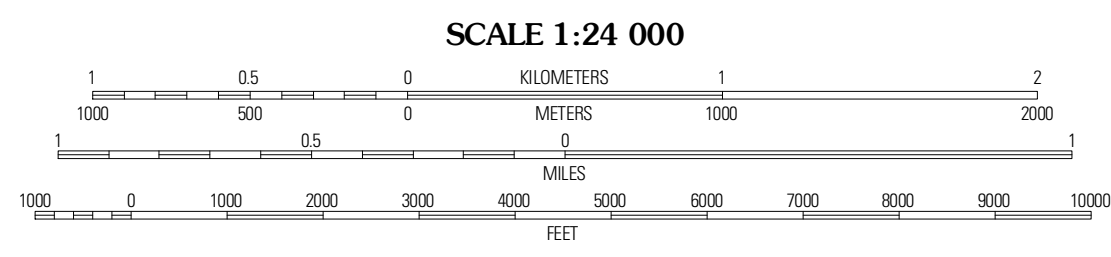 SCALE 1:24 000
1 0.5 0 KILOMETERS 1 2
1000 500 0 METERS 1000 2000
1 0.5 0 1
MILES
1000 0 1000 2000 3000 4000 5000 6000 7000 8000 9000 10000
FEET